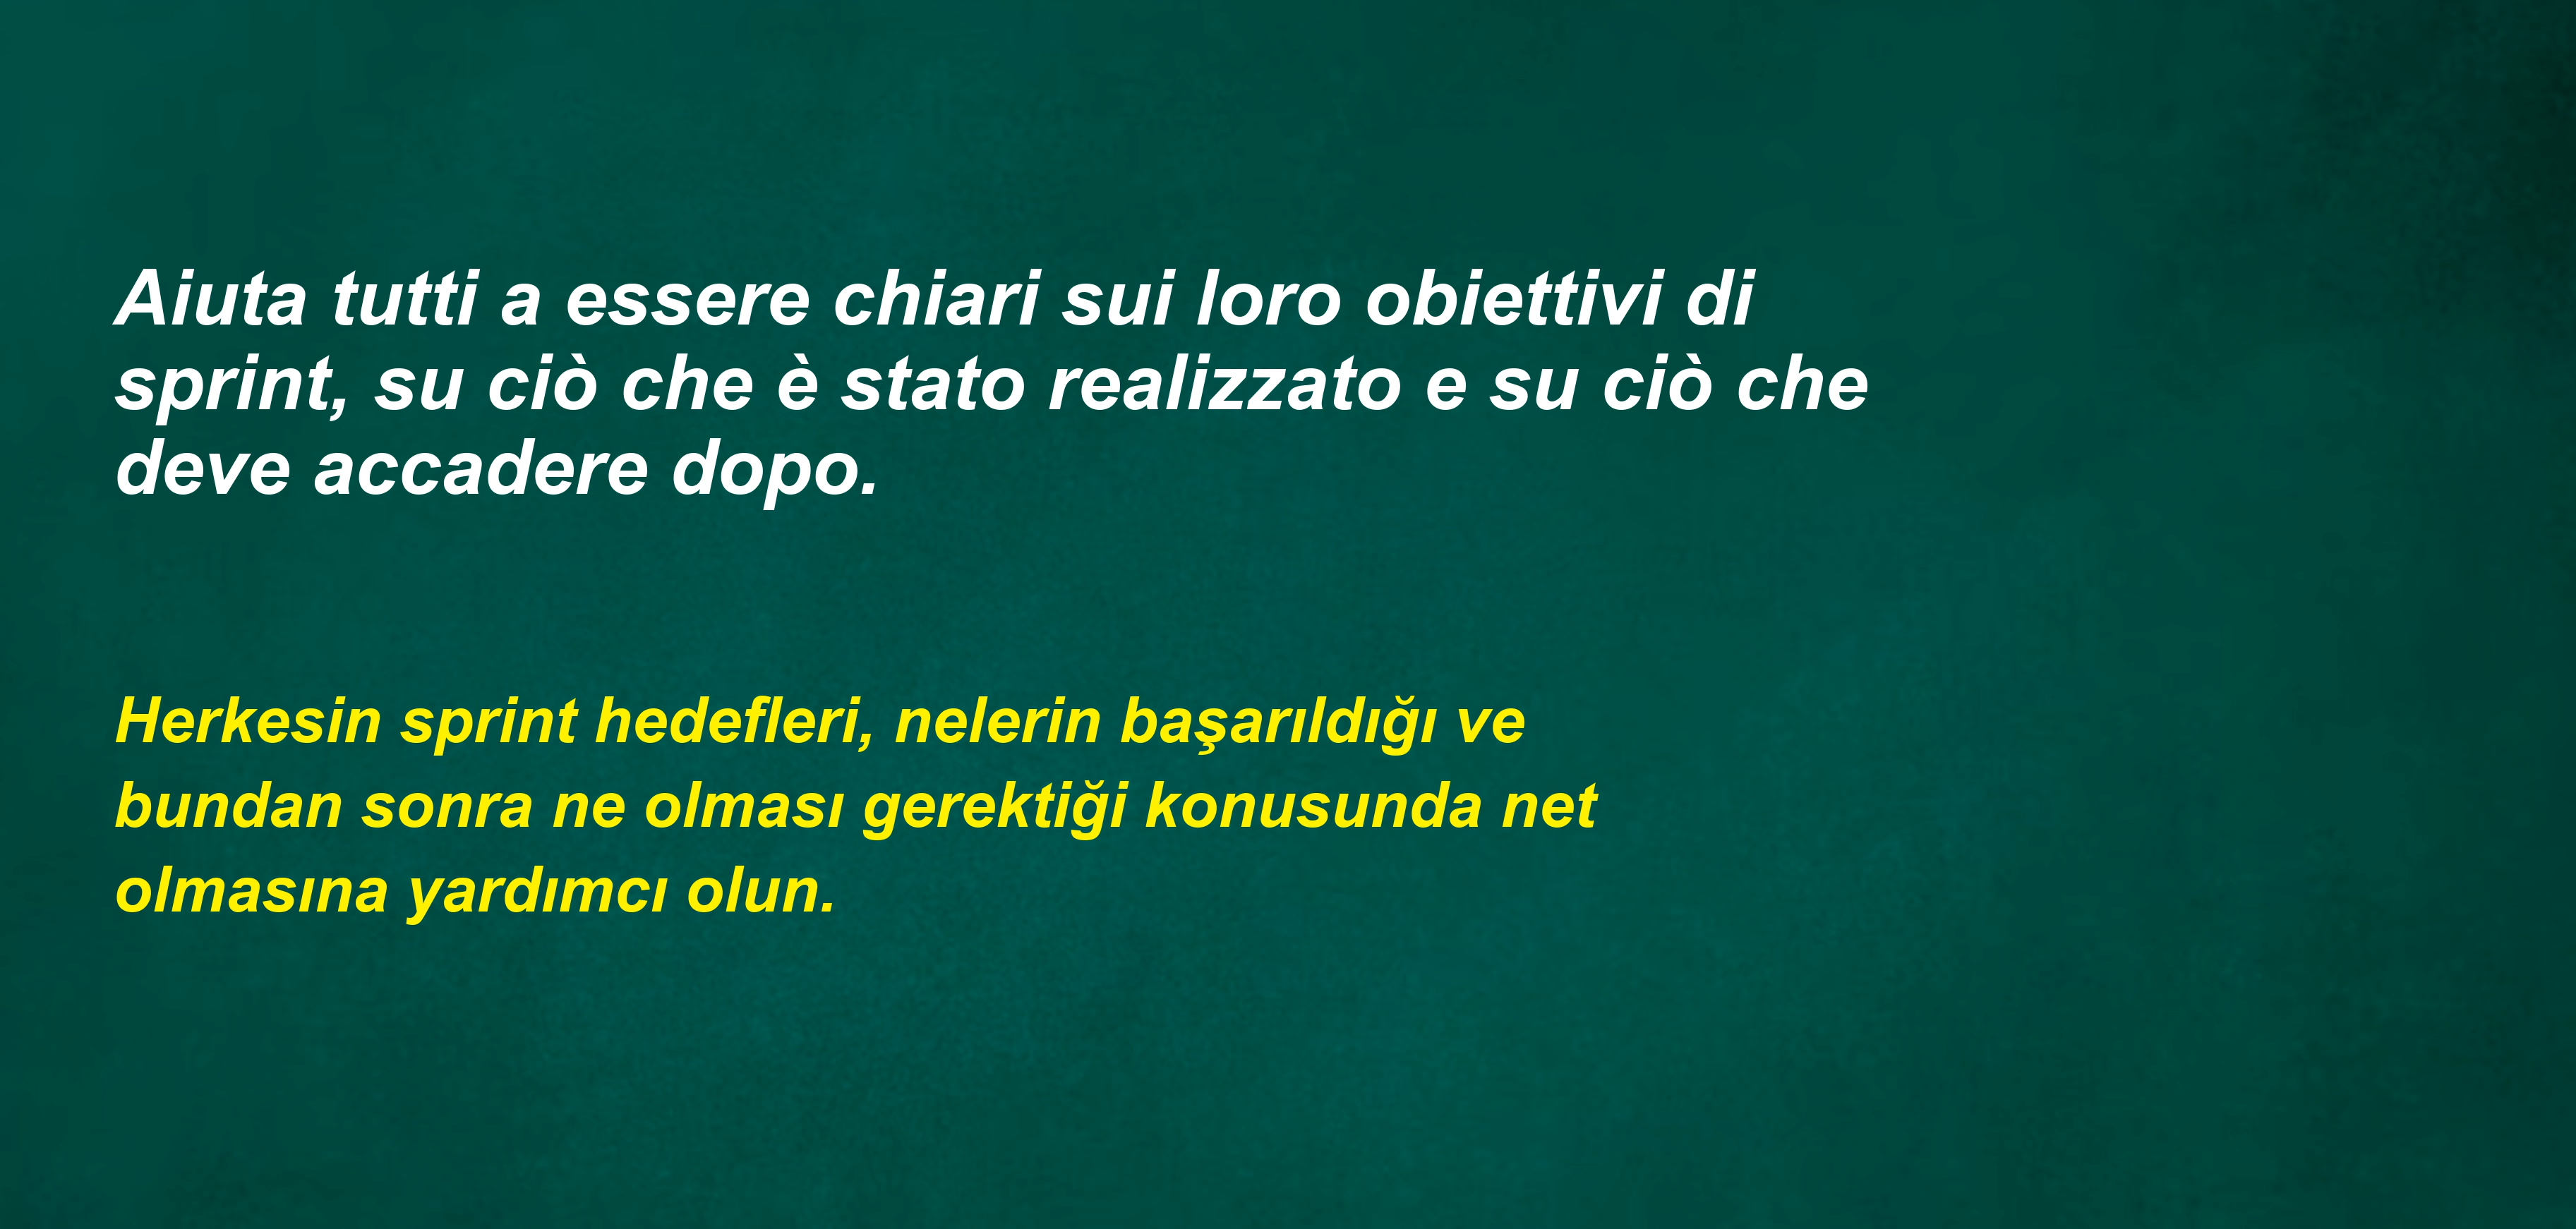 Aiuta tutti a essere chiari sui loro obiettivi di
sprint, su ciò che è stato realizzato e su ciò che
deve accadere dopo.
Herkesin sprint hedefleri, nelerin başarıldığı ve
bundan sonra ne olması gerektiği konusunda net
olmasına yardımcı olun.